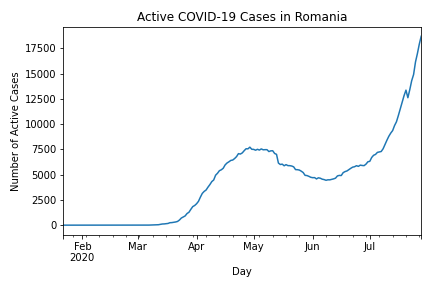 Active COVID-19 Cases in Romania
Number of Active Cases
17500
15000
12500
10000
7500
5000
2500
0
Feb Mar Apr May Jun Jul
2020
Day